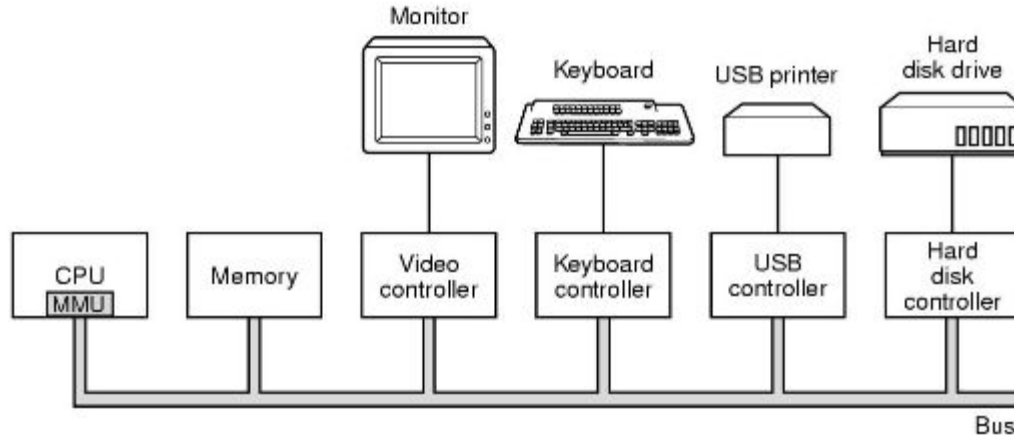 Monitor
Keyboard
USB printer
Hard
disk drive
CPU
MMU
Memory
Video
controller
Keyboard
controller
USB
controller
Hard
disk
controller
Bus